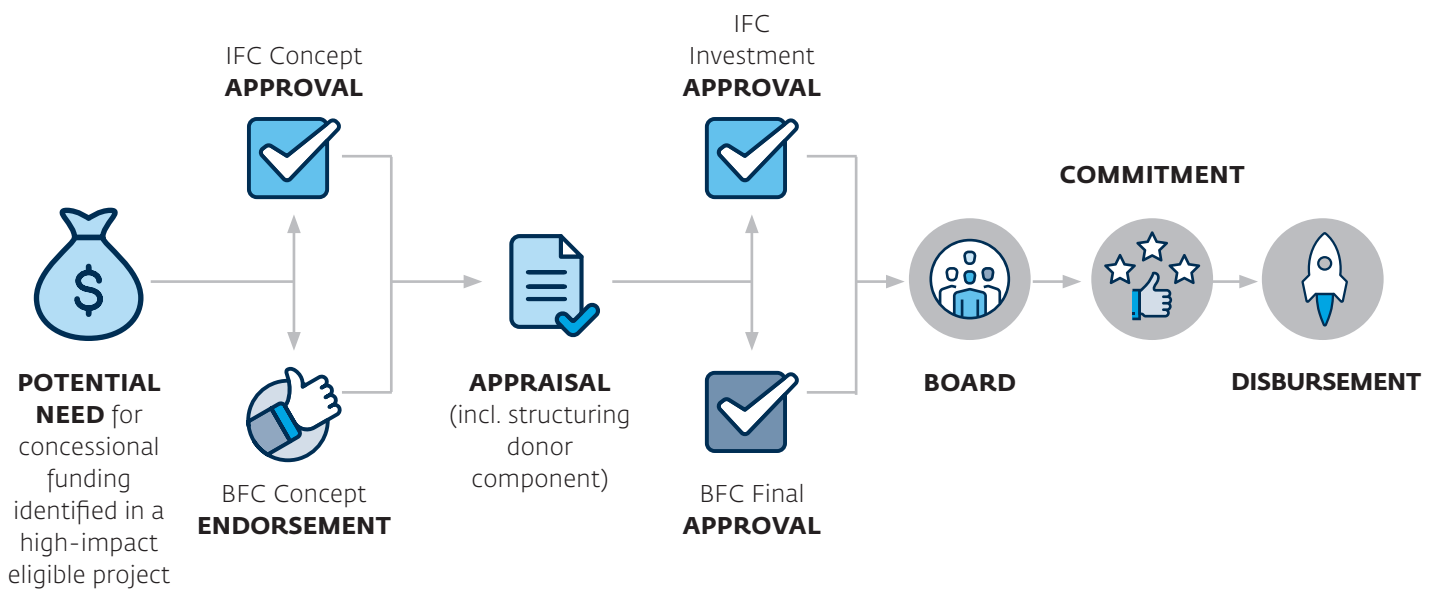 IFC Concept
APPROVAL
IFC
Investment
APPROVAL
COMMITMENT
$
POTENTIAL
NEED for
concessional
funding
identified in a
high-impact
eligible project
BFC Concept
ENDORSEMENT
APPRAISAL
(incl. structuring
donor
component)
BFC Final
APPROVAL
BOARD
DISBURSEMENT